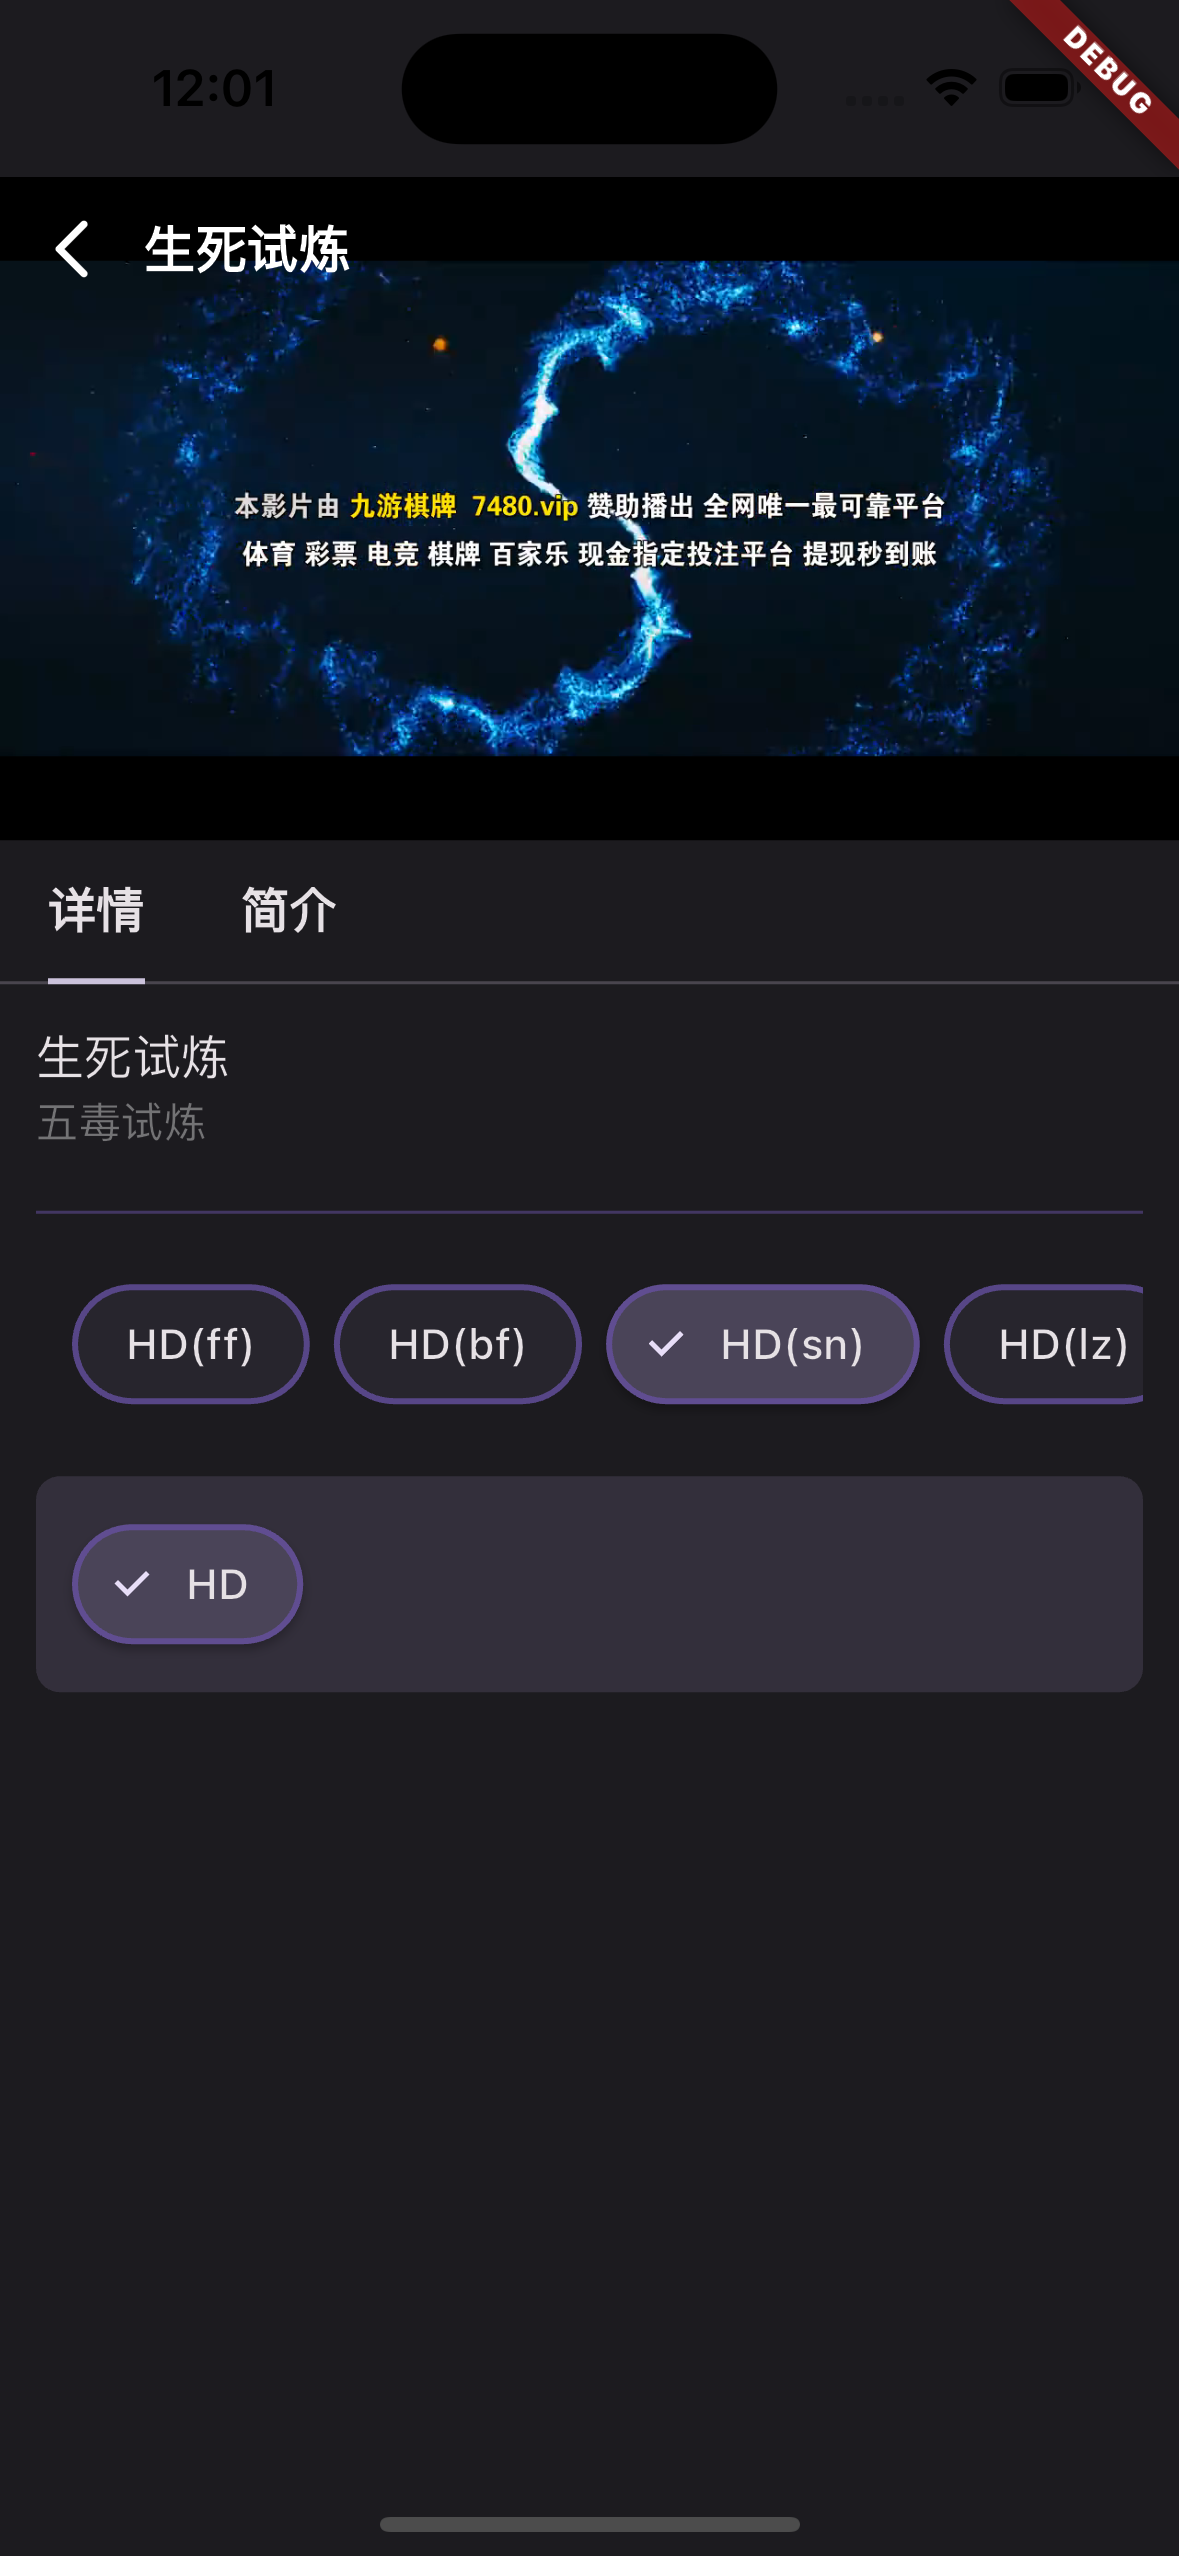 12:01
DEBUG
生死试炼
本影片由 九游棋牌 7480.vip 赞助播出 全网唯一最可靠平台
体育 彩票 电竞 棋牌 百家乐 现金指定投注平台 提现秒到账
详情 简介
生死试炼
五毒试炼
HD(ff) HD(bf) HD(sn) HD(lz)
HD